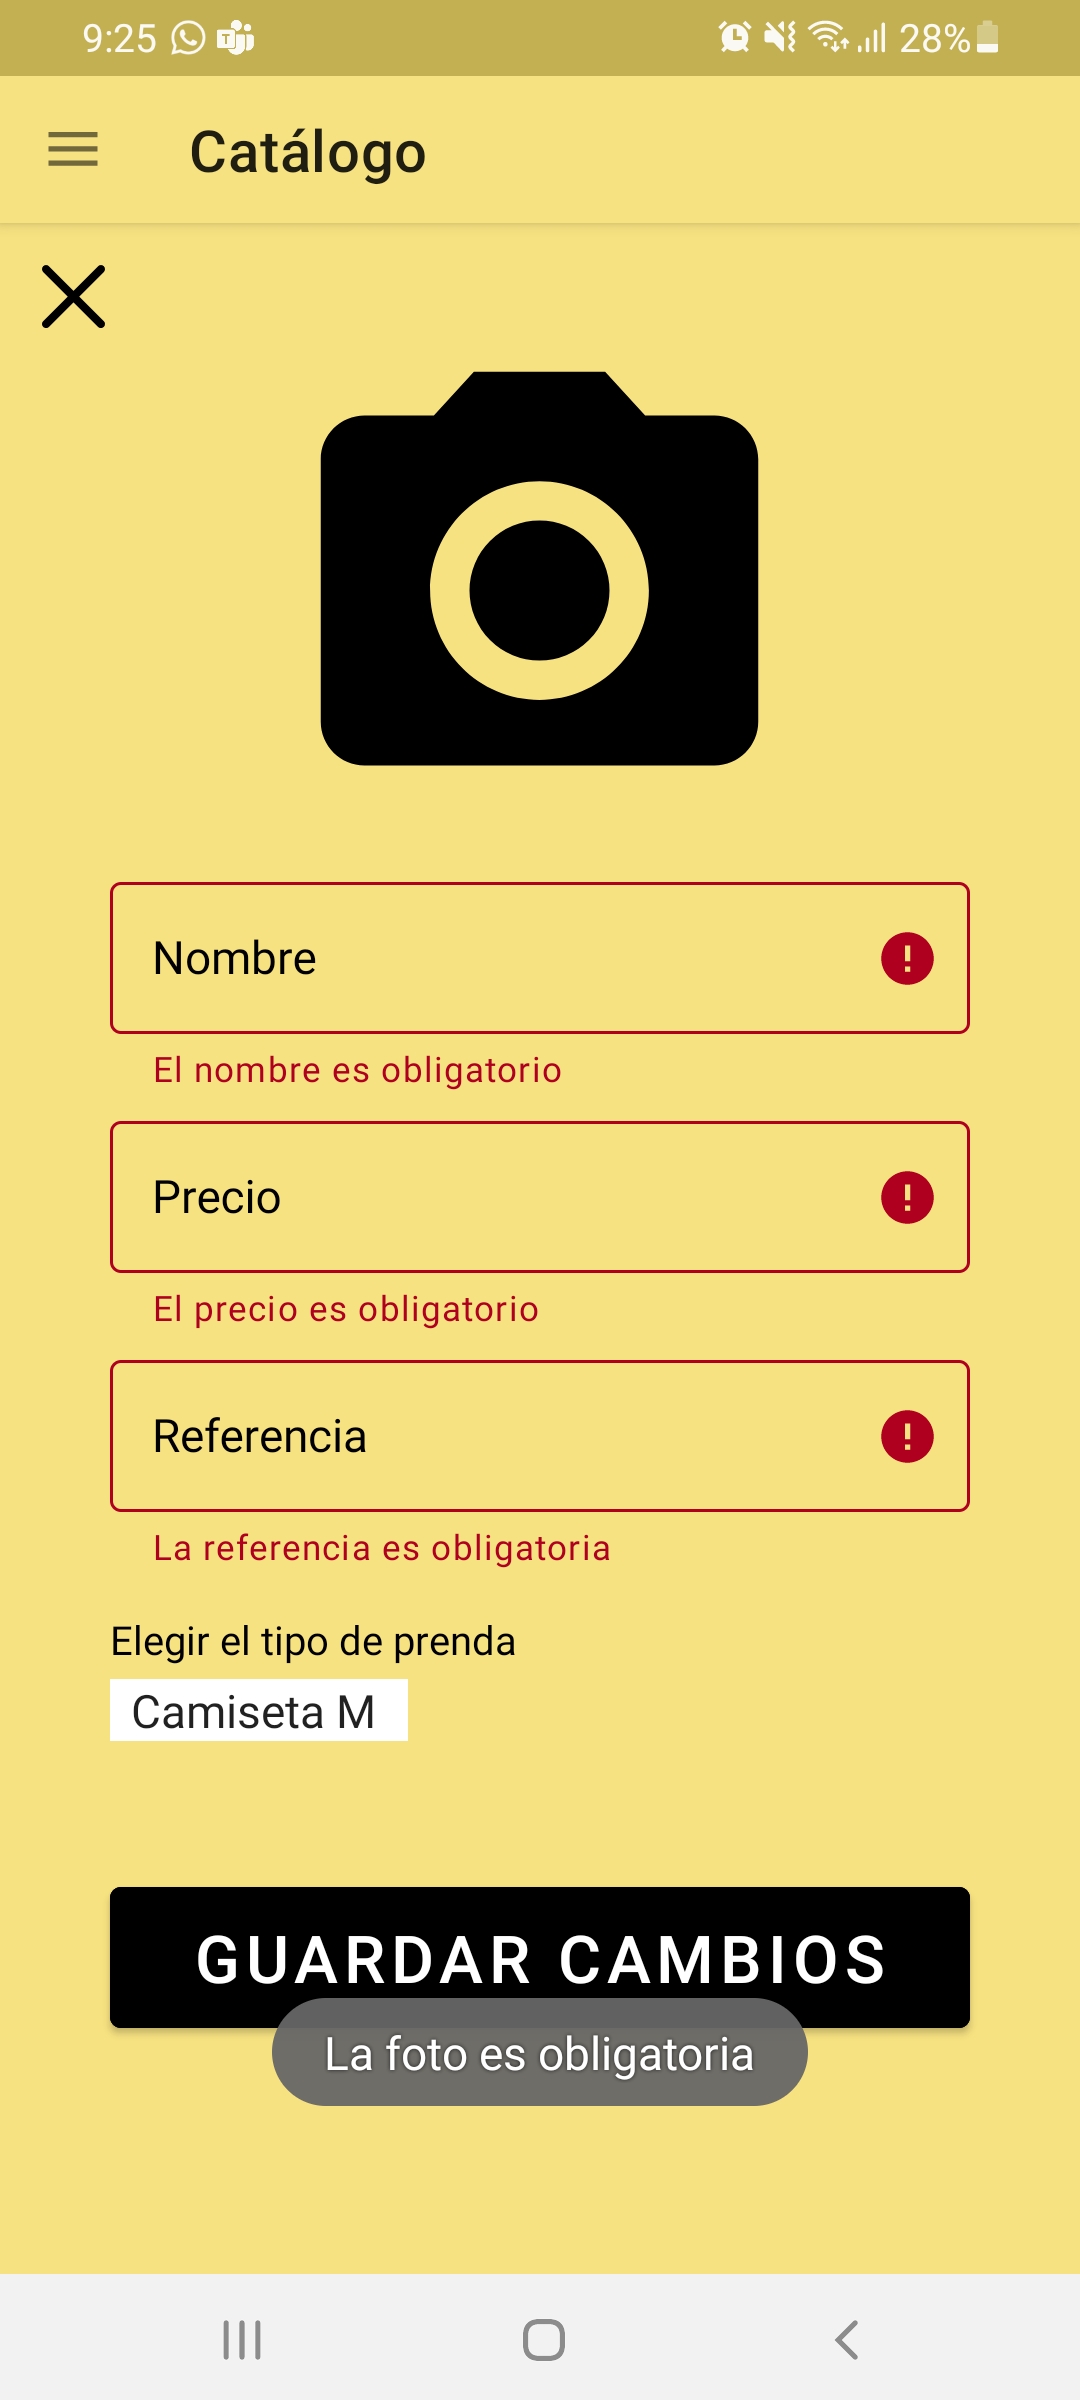 9:25 28%
Catálogo
Nombre
El nombre es obligatorio
Precio
El precio es obligatorio
Referencia
La referencia es obligatoria
Elegir el tipo de prenda
Camiseta M
GUARDAR CAMBIOS
La foto es obligatoria